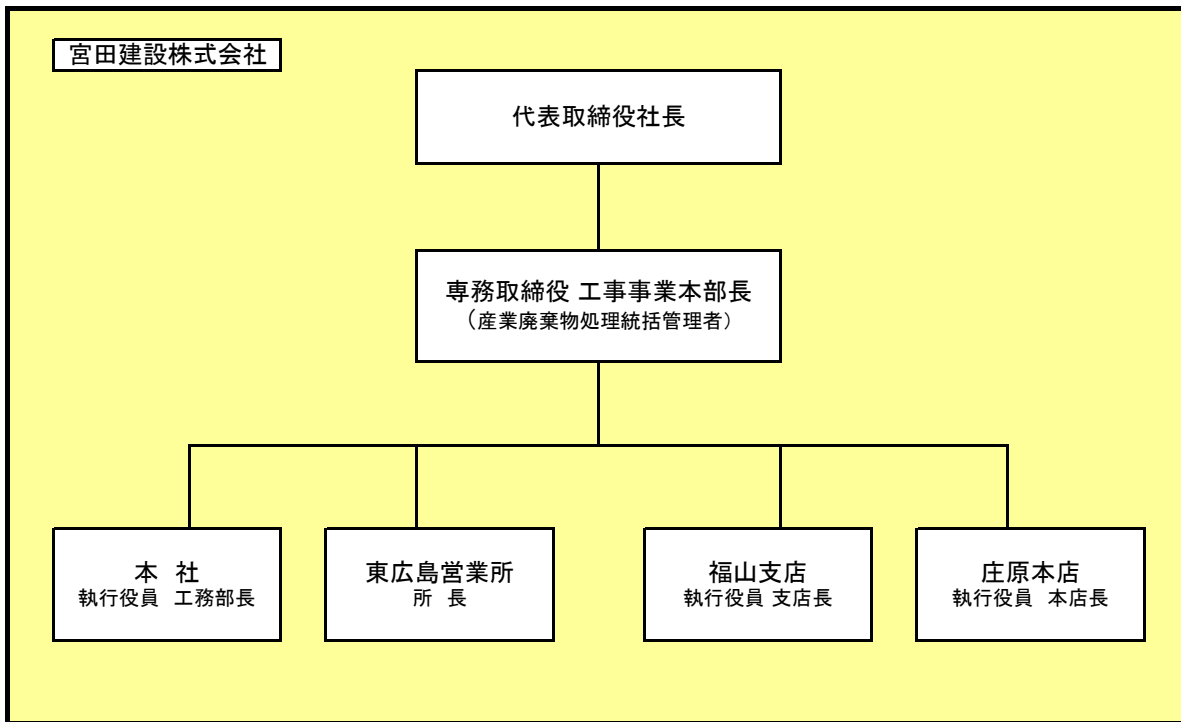 宮田建設株式会社
代表取締役社長
専務取締役 工事事業本部長
（産業廃棄物処理統括管理者）
本 社
執行役員 工務部長
東広島営業所
所 長
福山支店
執行役員 支店長
庄原本店
執行役員 本店長